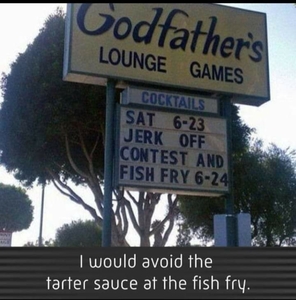 Godfather's
LOUNGE GAMES
COCKTAILS
SAT 6-23
JERK OFF
CONTEST AND
FISH FRY 6-24
I would avoid the
tarter sauce at the fish fry.